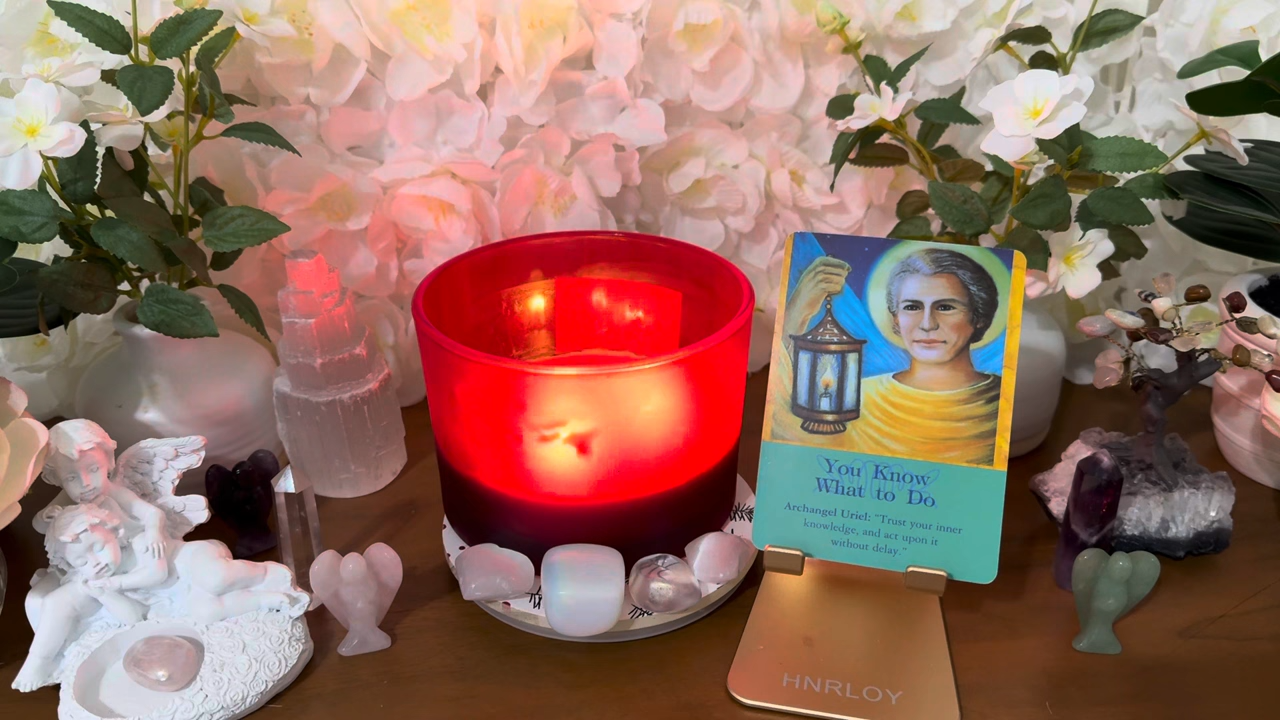 You Know
What to Do
Archangel Uriel: "Trust your inner
knowledge, and act upon it
without delay."
HNRLOY